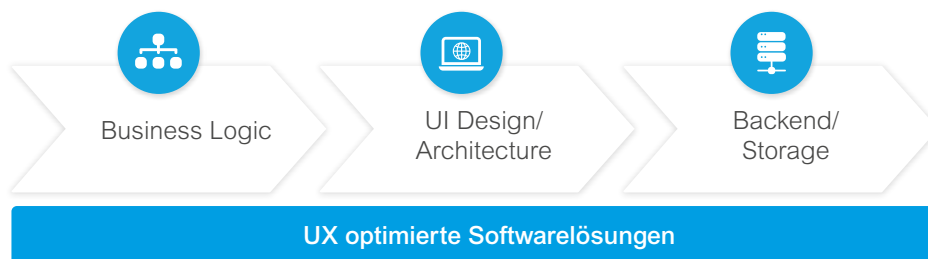 Business Logic
UI Design/
Architecture
Backend/
Storage
UX optimierte Softwarelösungen